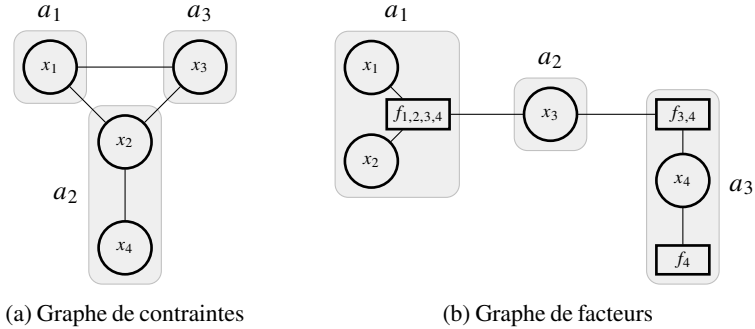 a₁
a₃
x₁
x₃
x₂
a₂
x₄
(a) Graphe de contraintes
a₁
x₁
a₂
f₁,₂,₃,₄
x₃
f₃,₄
x₂
x₄
a₃
f₄
(b) Graphe de facteurs